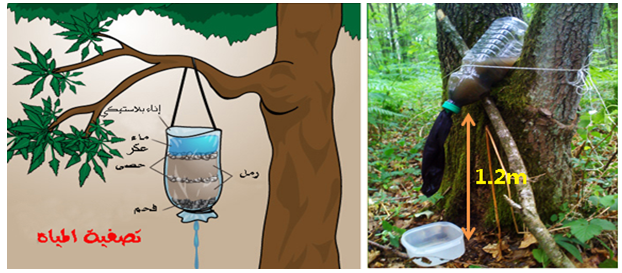 إناء بلاستيكي
ماء
عكر
حصى
رمل
فحم
تصفية المياه
1.2m